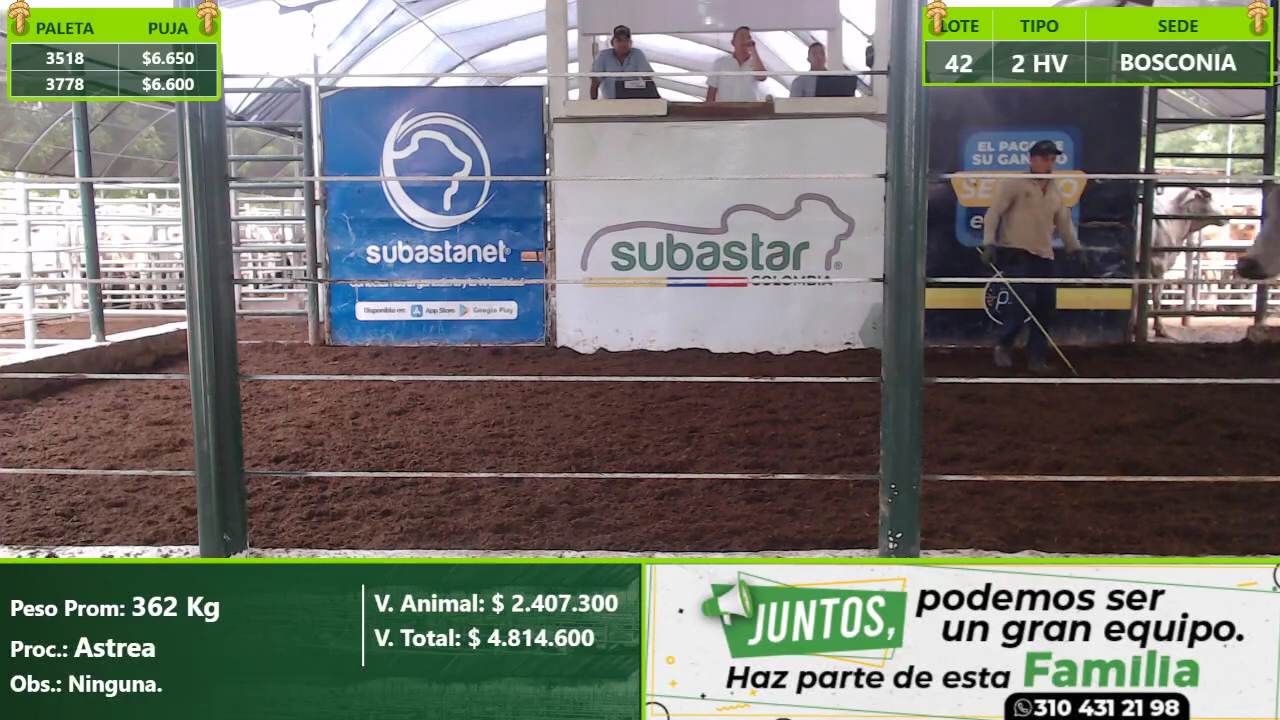 PALETA PUJA
3518 $6.650
3778 $6.600
LOTE TIPO SEDE
42 2 HV BOSCONIA
subastanet
Disponible en: App Store Google Play
subastar
COLOMBIA
EL PAGO DE
SU GANADO
Peso Prom: 362 Kg
Proc.: Astrea
Obs.: Ninguna.
V. Animal: $ 2.407.300
V. Total: $ 4.814.600
JUNTOS,
podemos ser
un gran equipo.
Haz parte de esta Familia
310 431 21 98